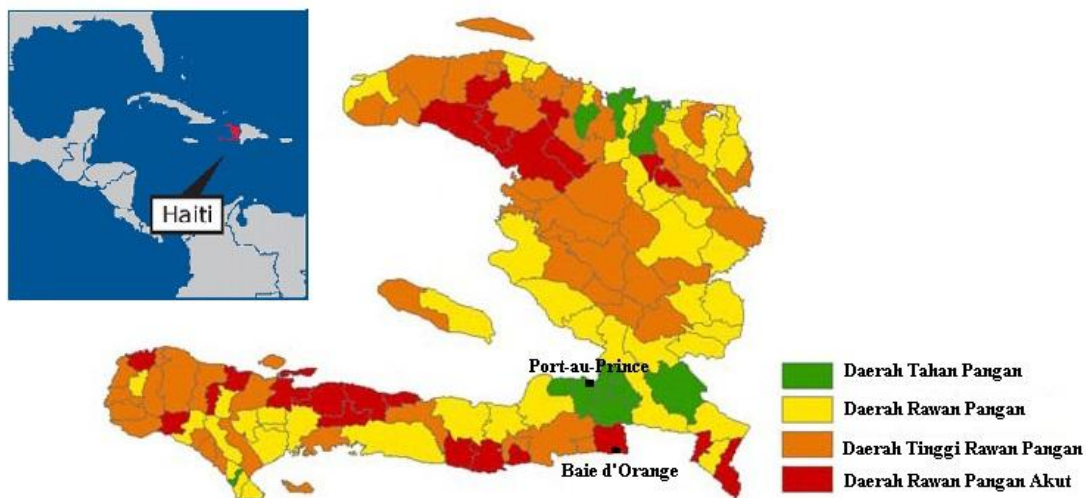 Haiti
Port-au-Prince
Baie d'Orange
Daerah Tahan Pangan
Daerah Rawan Pangan
Daerah Tinggi Rawan Pangan
Daerah Rawan Pangan Akut